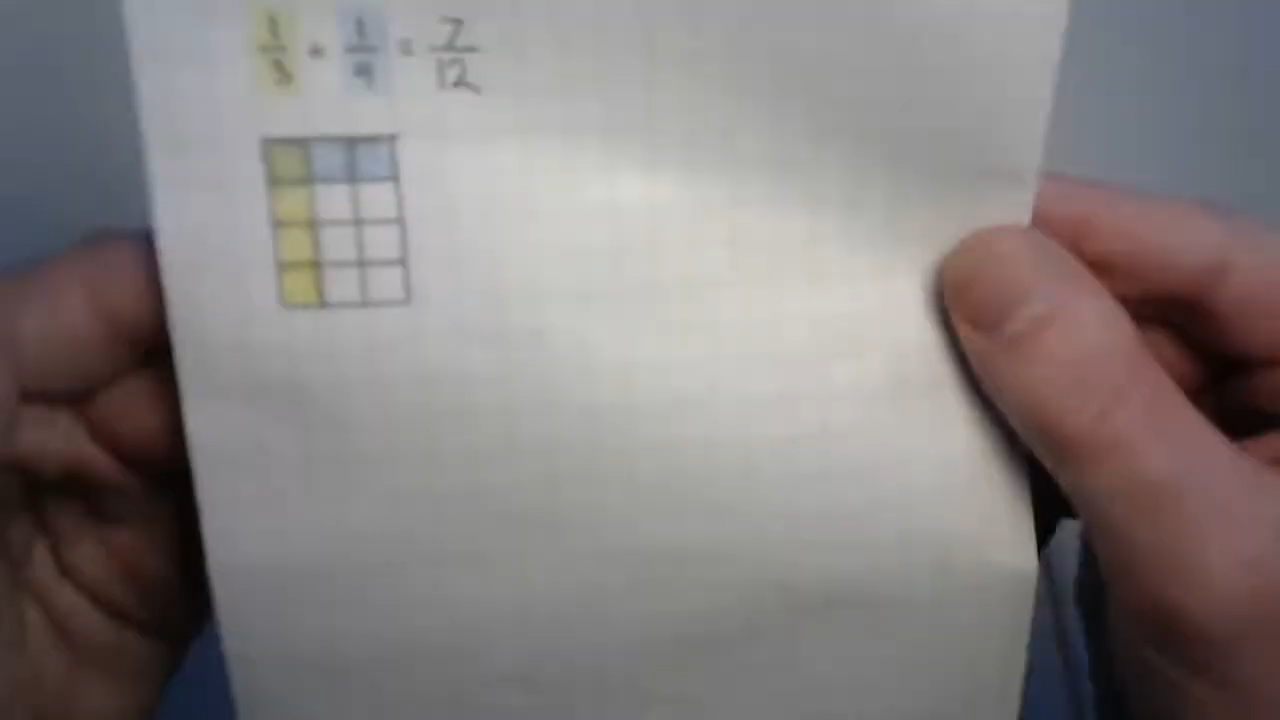 1/3 + 1/4 = 7/12